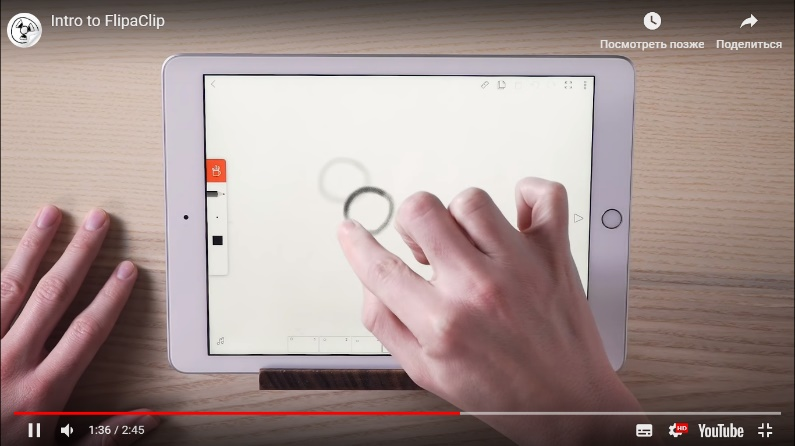 Intro to FlipaClip
Посмотреть позже
Поделиться
1:36 / 2:45
HD
YouTube